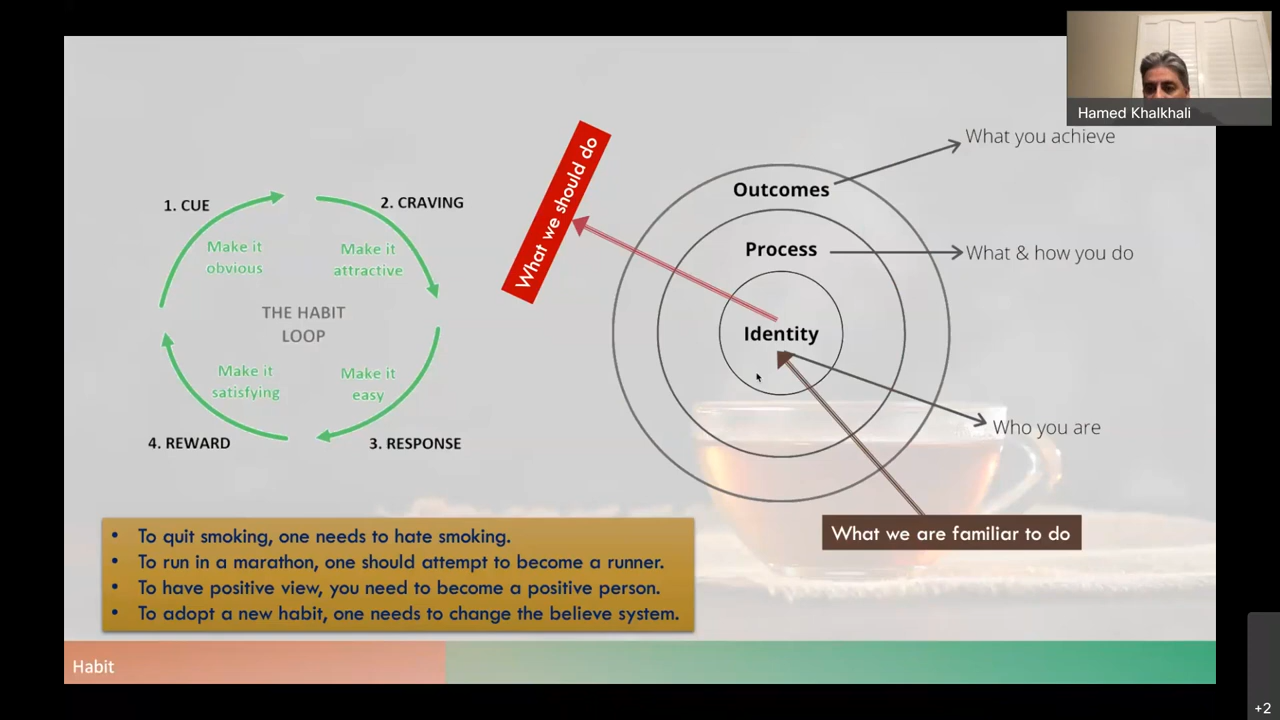 Hamed Khalkhali
1. CUE
2. CRAVING
Make it
obvious
Make it
attractive
THE HABIT
LOOP
Make it
satisfying
Make it
easy
4. REWARD
3. RESPONSE
What we should do
Outcomes
What you achieve
Process
What & how you do
Identity
Who you are
What we are familiar to do
• To quit smoking, one needs to hate smoking.
• To run in a marathon, one should attempt to become a runner.
• To have positive view, you need to become a positive person.
• To adopt a new habit, one needs to change the believe system.
Habit
+2